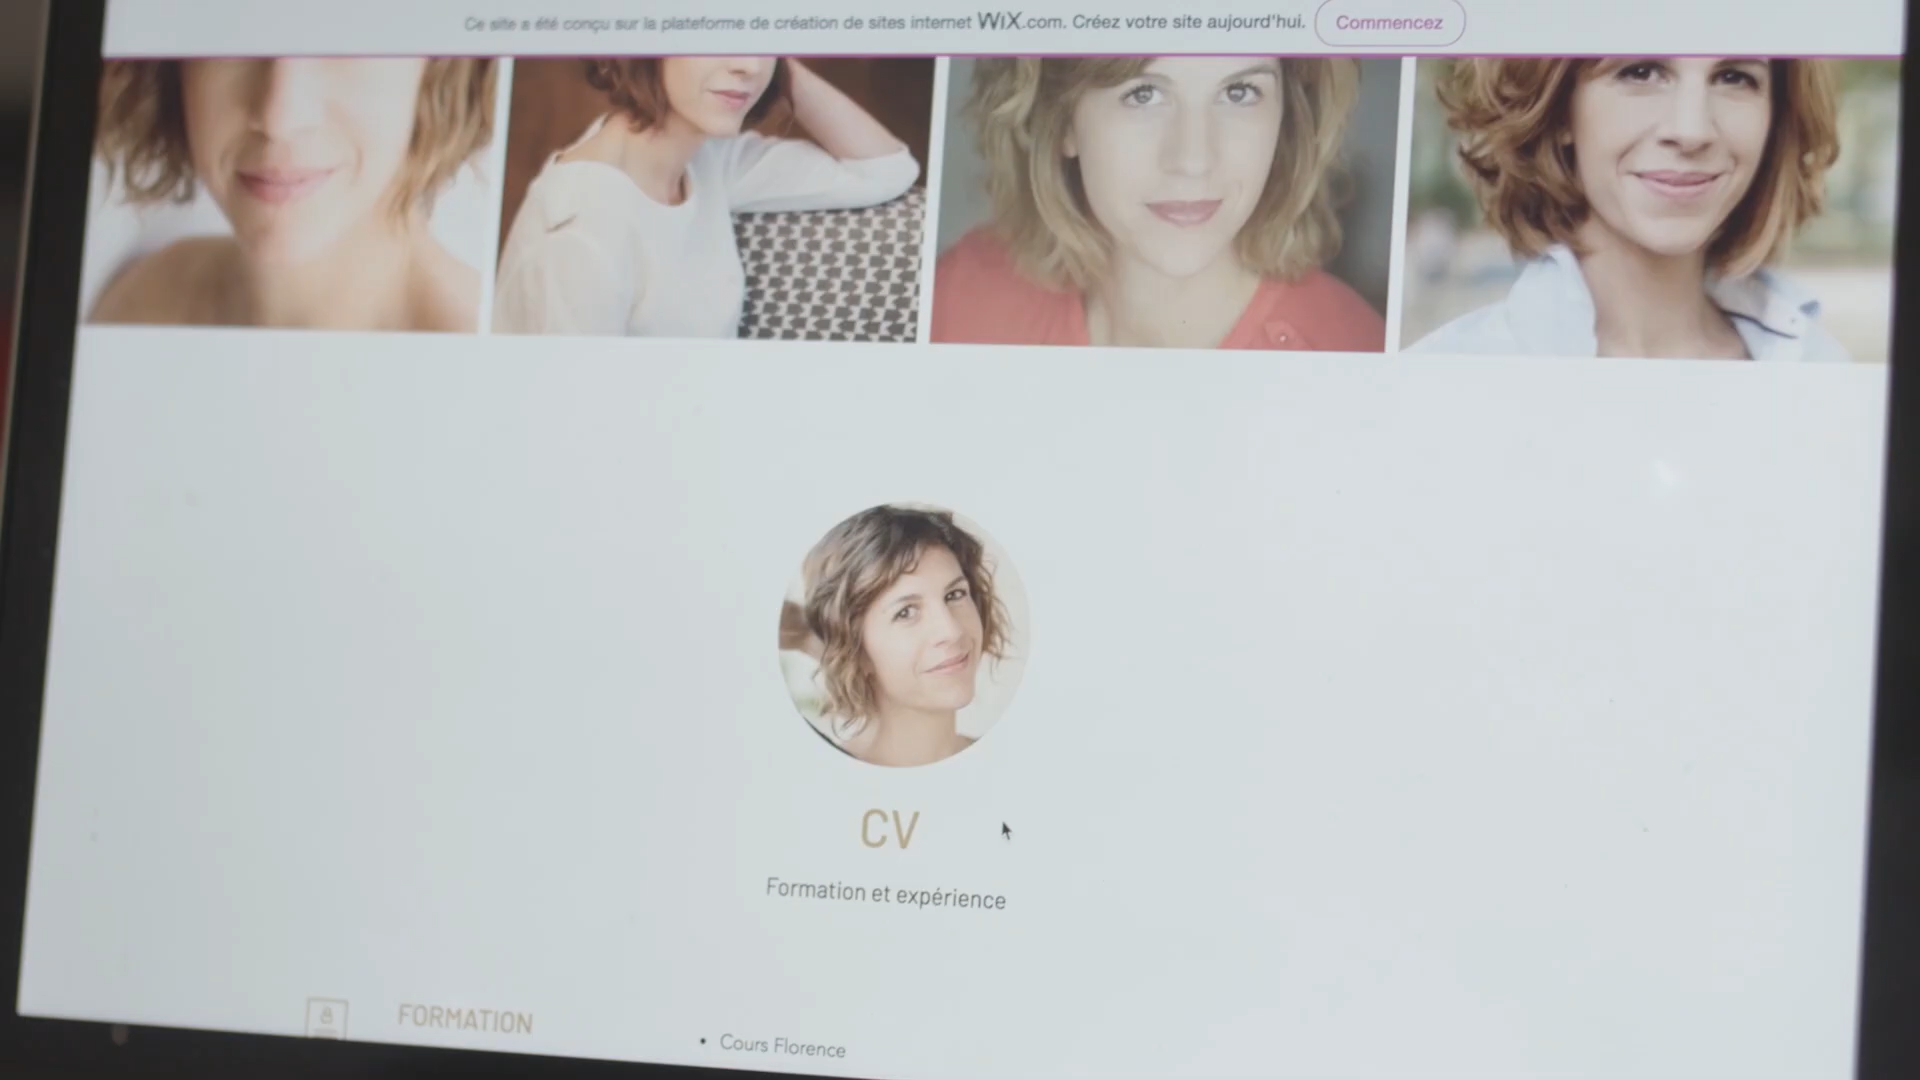 Ce site a été conçu sur la plateforme de création de sites internet WiX.com. Créez votre site aujourd'hui. Commencez
CV
Formation et expérience
FORMATION
• Cours Florence